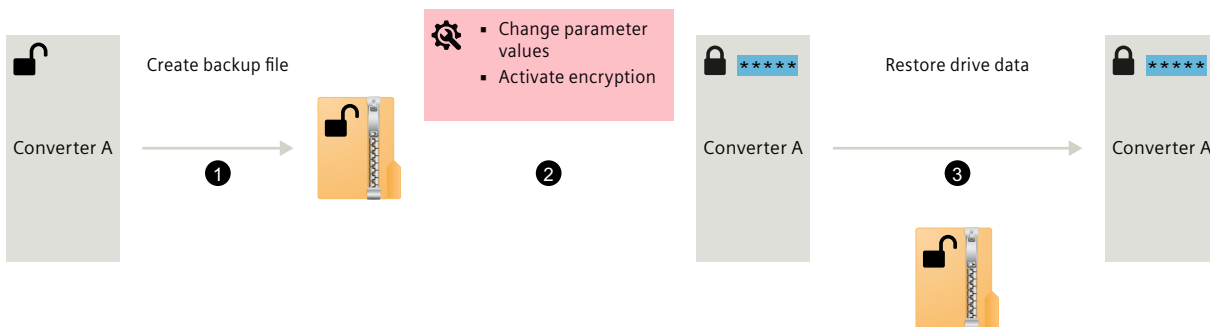 ▪ Change parameter
values
▪ Activate encryption
Create backup file
*****
Restore drive data
*****
Converter A
Converter A
Converter A
1
2
3